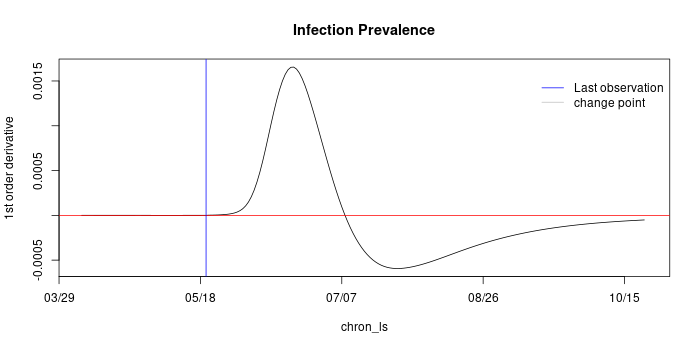 Infection Prevalence
1st order derivative
0.0015
0.0005
-0.0005
Last observation
change point
03/29
05/18
07/07
08/26
10/15
chron_ls